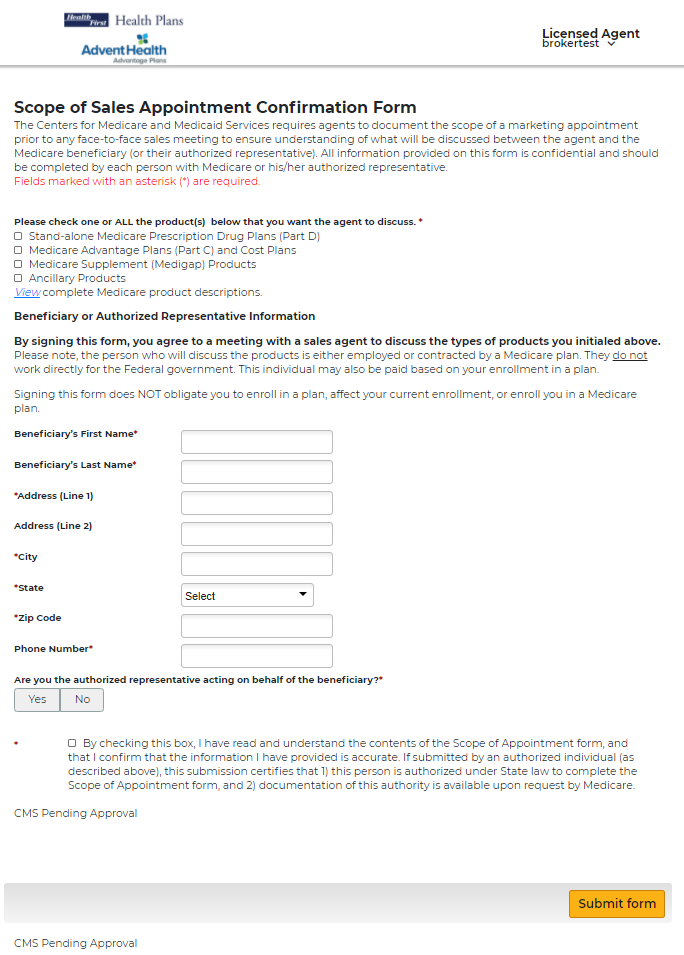 Health First Health Plans
AdventHealth
Advantage Plans
Licensed Agent
brokertest
Scope of Sales Appointment Confirmation Form
The Centers for Medicare and Medicaid Services requires agents to document the scope of a marketing appointment
prior to any face-to-face sales meeting to ensure understanding of what will be discussed between the agent and the
Medicare beneficiary (or their authorized representative). All information provided on this form is confidential and should
be completed by each person with Medicare or his/her authorized representative.
Fields marked with an asterisk (*) are required.
Please check one or ALL the product(s) below that you want the agent to discuss. *
Stand-alone Medicare Prescription Drug Plans (Part D)
Medicare Advantage Plans (Part C) and Cost Plans
Medicare Supplement (Medigap) Products
Ancillary Products
View complete Medicare product descriptions.
Beneficiary or Authorized Representative Information
By signing this form, you agree to a meeting with a sales agent to discuss the types of products you initialed above.
Please note, the person who will discuss the products is either employed or contracted by a Medicare plan. They do not
work directly for the Federal government. This individual may also be paid based on your enrollment in a plan.
Signing this form does NOT obligate you to enroll in a plan, affect your current enrollment, or enroll you in a Medicare
plan.
Beneficiary's First Name*
Beneficiary's Last Name*
*Address (Line 1)
Address (Line 2)
*City
*State Select
*Zip Code
Phone Number*
Are you the authorized representative acting on behalf of the beneficiary?*
Yes No
* By checking this box, I have read and understand the contents of the Scope of Appointment form, and
that I confirm that the information I have provided is accurate. If submitted by an authorized individual (as
described above), this submission certifies that 1) this person is authorized under State law to complete the
Scope of Appointment form, and 2) documentation of this authority is available upon request by Medicare.
CMS Pending Approval
Submit form
CMS Pending Approval